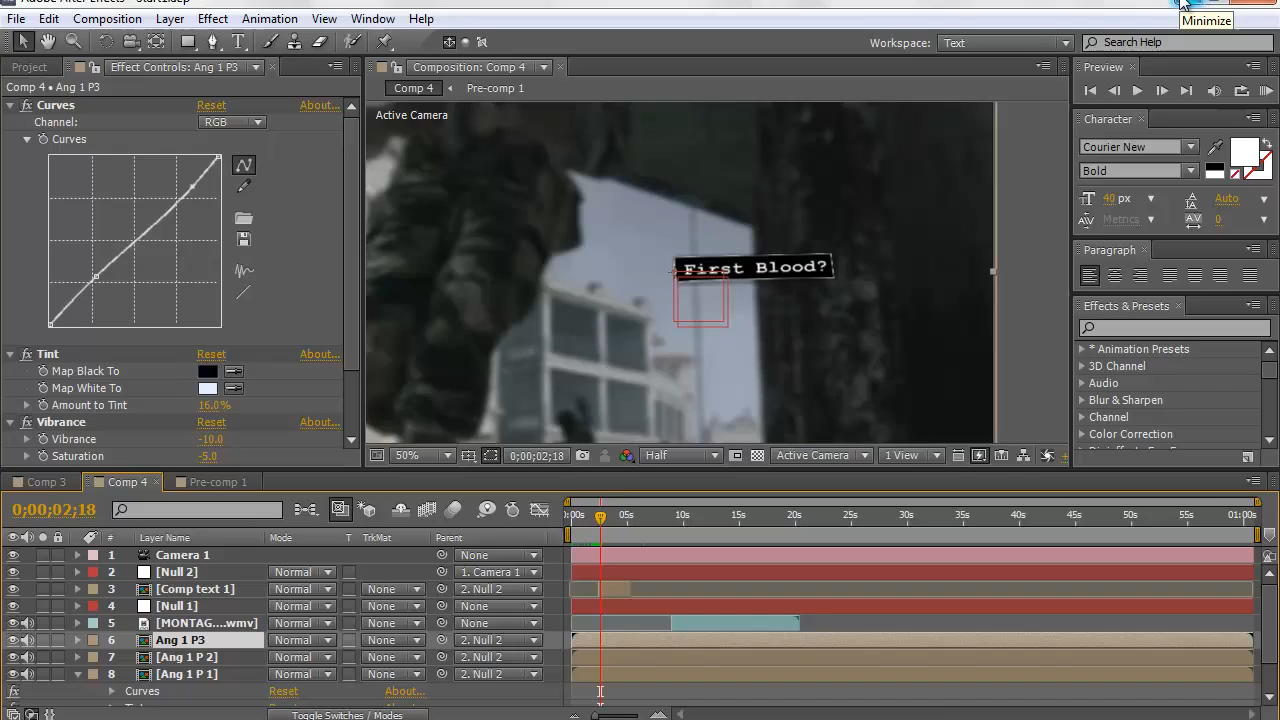 Adobe After Effects - Start1.aep
Minimize
File Edit Composition Layer Effect Animation View Window Help
Workspace: Text Search Help
Project Effect Controls: Ang 1 P3 Composition: Comp 4 Preview
Comp 4 • Ang 1 P3 Comp 4 Pre-comp 1
fx Curves Reset About...
Active Camera
Channel: RGB
Character
Curves
Courier New
Bold
40 px Auto
Metrics 0
Paragraph
First Blood?
Effects & Presets
fx Tint Reset About...
Map Black To
Map White To
Amount to Tint 16.0%
fx Vibrance Reset About...
Vibrance -10.0
Saturation -5.0
* Animation Presets
3D Channel
Audio
Blur & Sharpen
Channel
Color Correction
50% 0;00;02;18 Half Active Camera 1 View
Comp 3 Comp 4 Pre-comp 1
0;00;02;18
:00s 05s 10s 15s 20s 25s 30s 35s 40s 45s 50s 55s 01:00s
# Layer Name Mode T TrkMat Parent
1 Camera 1 None
2 [Null 2] Normal 1. Camera 1
3 [Comp text 1] Normal None 2. Null 2
4 [Null 1] Normal None None
5 [MONTAG....wmv] Normal None None
6 Ang 1 P3 Normal None 2. Null 2
7 [Ang 1 P 2] Normal None 2. Null 2
8 [Ang 1 P 1] Normal None 2. Null 2
fx Curves Reset About...
Toggle Switches / Modes